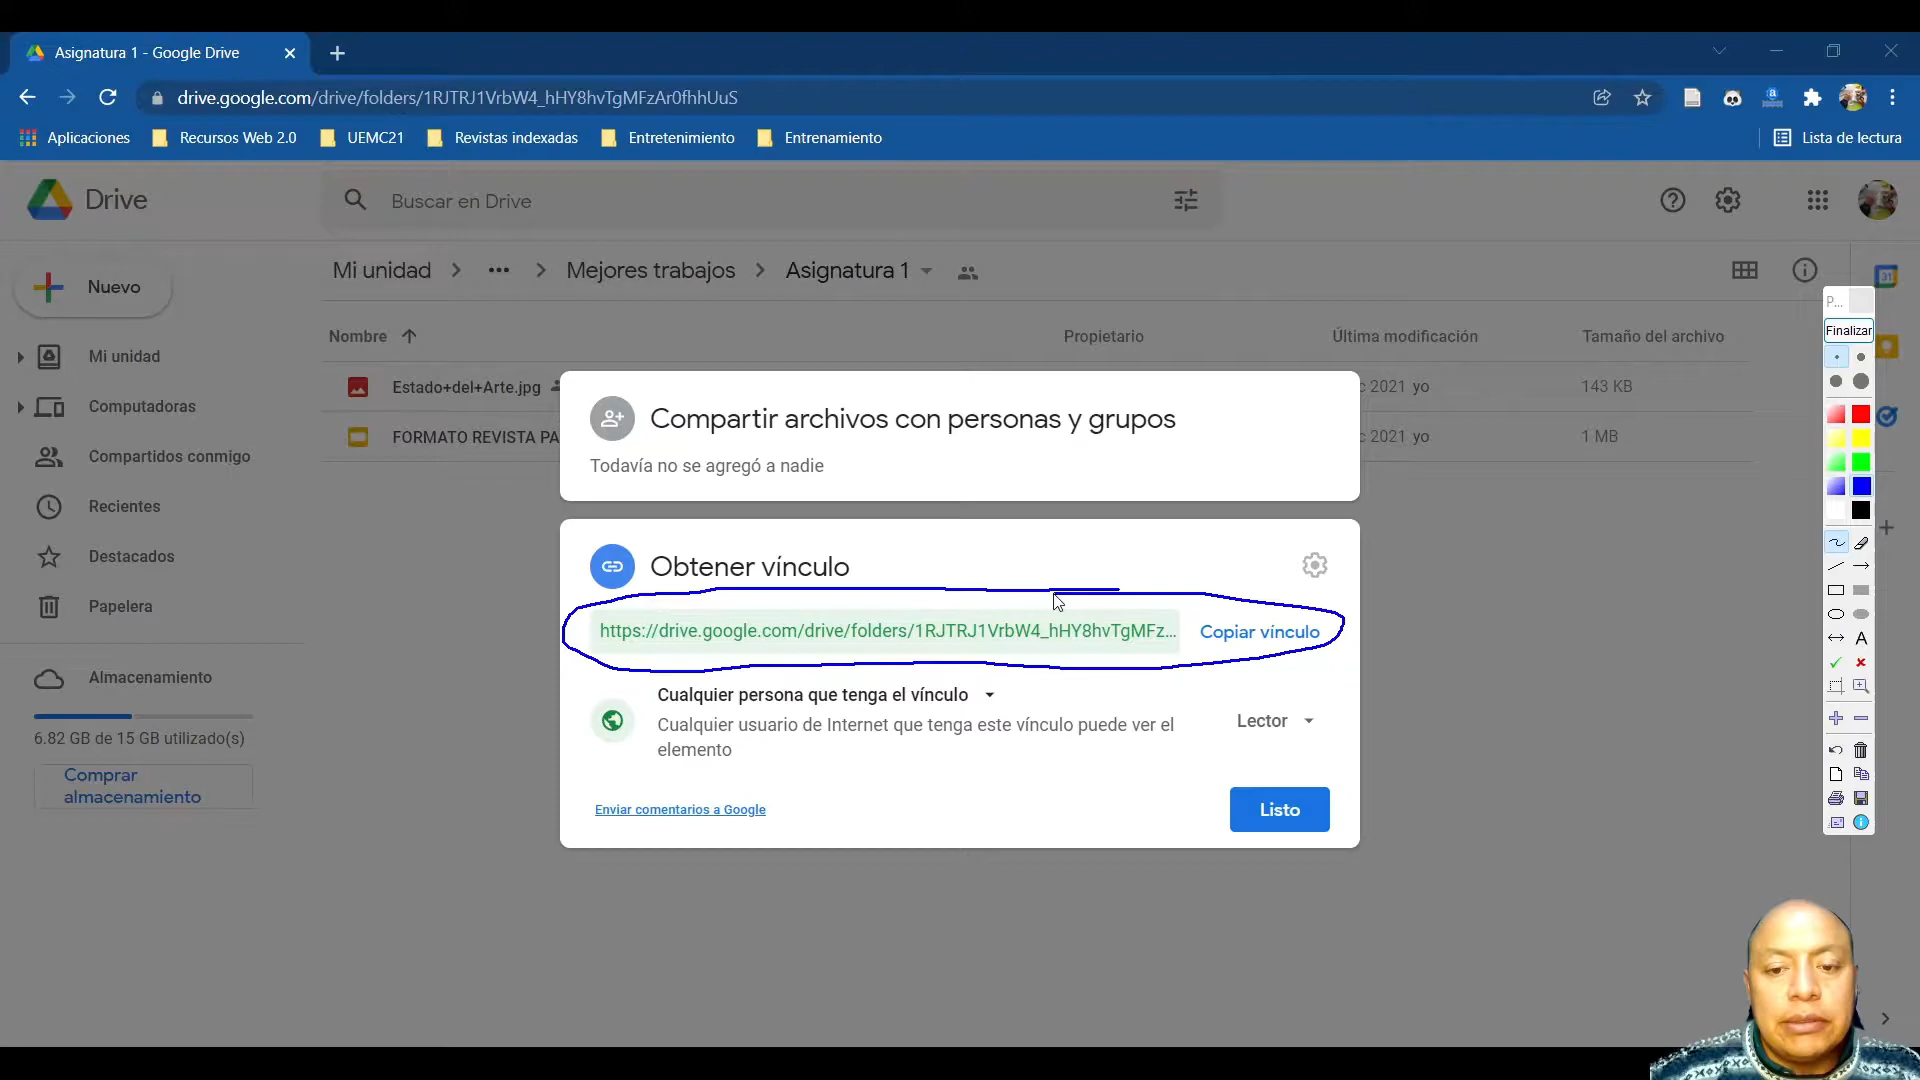 Asignatura 1 - Google Drive
drive.google.com/drive/folders/1RJTRJ1VrbW4_hHY8hvTgMFzAr0fhhUuS
Aplicaciones Recursos Web 2.0 UEMC21 Revistas indexadas Entretenimiento Entrenamiento Lista de lectura
Drive Buscar en Drive
Nuevo
Mi unidad > ••• > Mejores trabajos > Asignatura 1
Nombre Propietario Última modificación Tamaño del archivo
Mi unidad
Computadoras
Compartidos conmigo
Recientes
Destacados
Papelera
Almacenamiento
6.82 GB de 15 GB utilizado(s)
Comprar
almacenamiento
Estado+del+Arte.jpg 2021 yo 143 KB
FORMATO REVISTA PA 2021 yo 1 MB
Compartir archivos con personas y grupos
Todavía no se agregó a nadie
Obtener vínculo
https://drive.google.com/drive/folders/1RJTRJ1VrbW4_hHY8hvTgMFz... Copiar vínculo
Cualquier persona que tenga el vínculo
Cualquier usuario de Internet que tenga este vínculo puede ver el
elemento
Lector
Enviar comentarios a Google Listo
P...
Finalizar
A
31